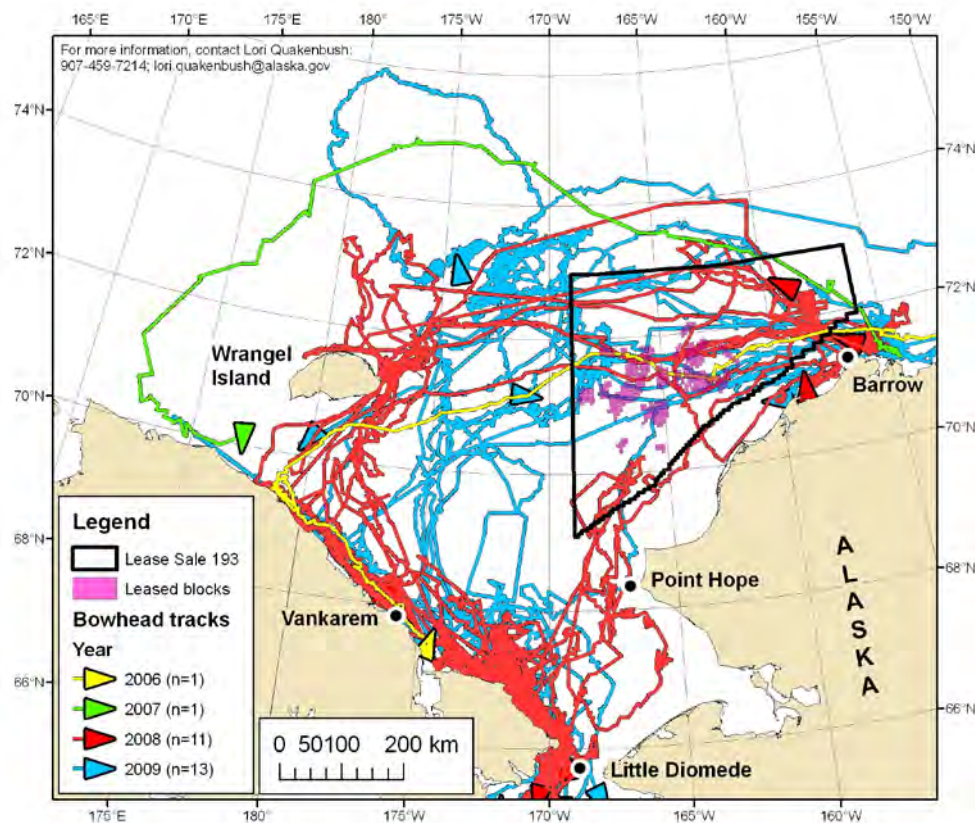 165°E 170°E 175°E 180° 175°W 170°W 165°W 160°W 155°W 150°W
For more information, contact Lori Quakenbush:
907-459-7214; lori.quakenbush@alaska.gov
74°N
74°N
72°N
72°N
Wrangel
Island
Barrow
70°N
70°N
Legend
Lease Sale 193
Leased blocks
Bowhead tracks
Year
2006 (n=1)
2007 (n=1)
2008 (n=11)
2009 (n=13)
68°N
68°N
Point Hope
ALASKA
Vankarem
66°N
66°N
0 50100 200 km
Little Diomede
175°E 180° 175°W 170°W 165°W 160°W